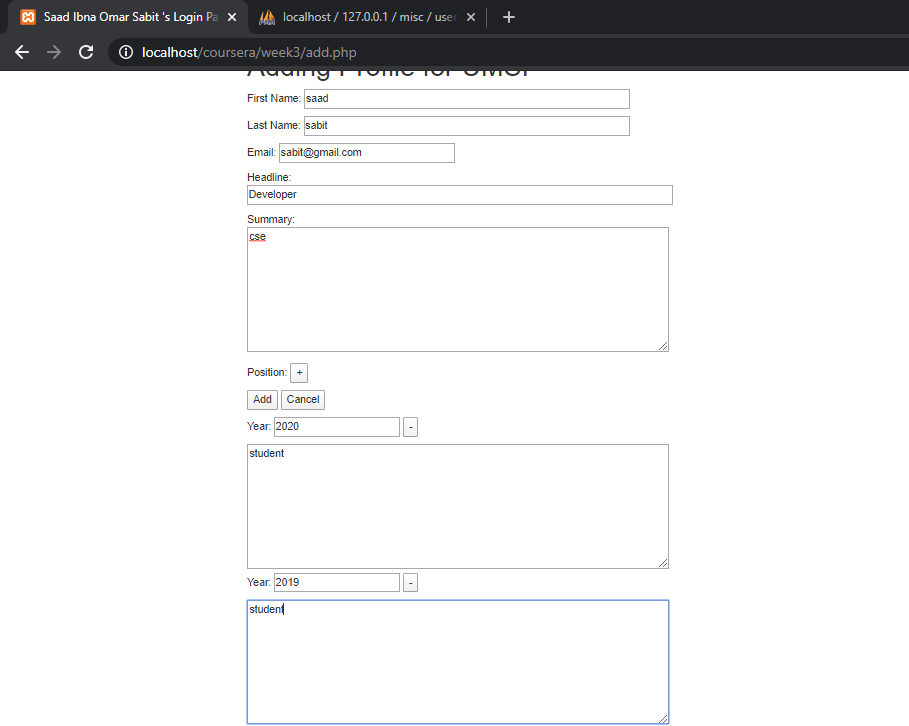 Saad Ibna Omar Sabit 's Login Pa
localhost / 127.0.0.1 / misc / user
localhost/coursera/week3/add.php
Adding Profile for UMSI
First Name: saad
Last Name: sabit
Email: sabit@gmail.com
Headline:
Developer
Summary:
cse
Position: +
Add Cancel
Year: 2020 -
student
Year: 2019 -
student